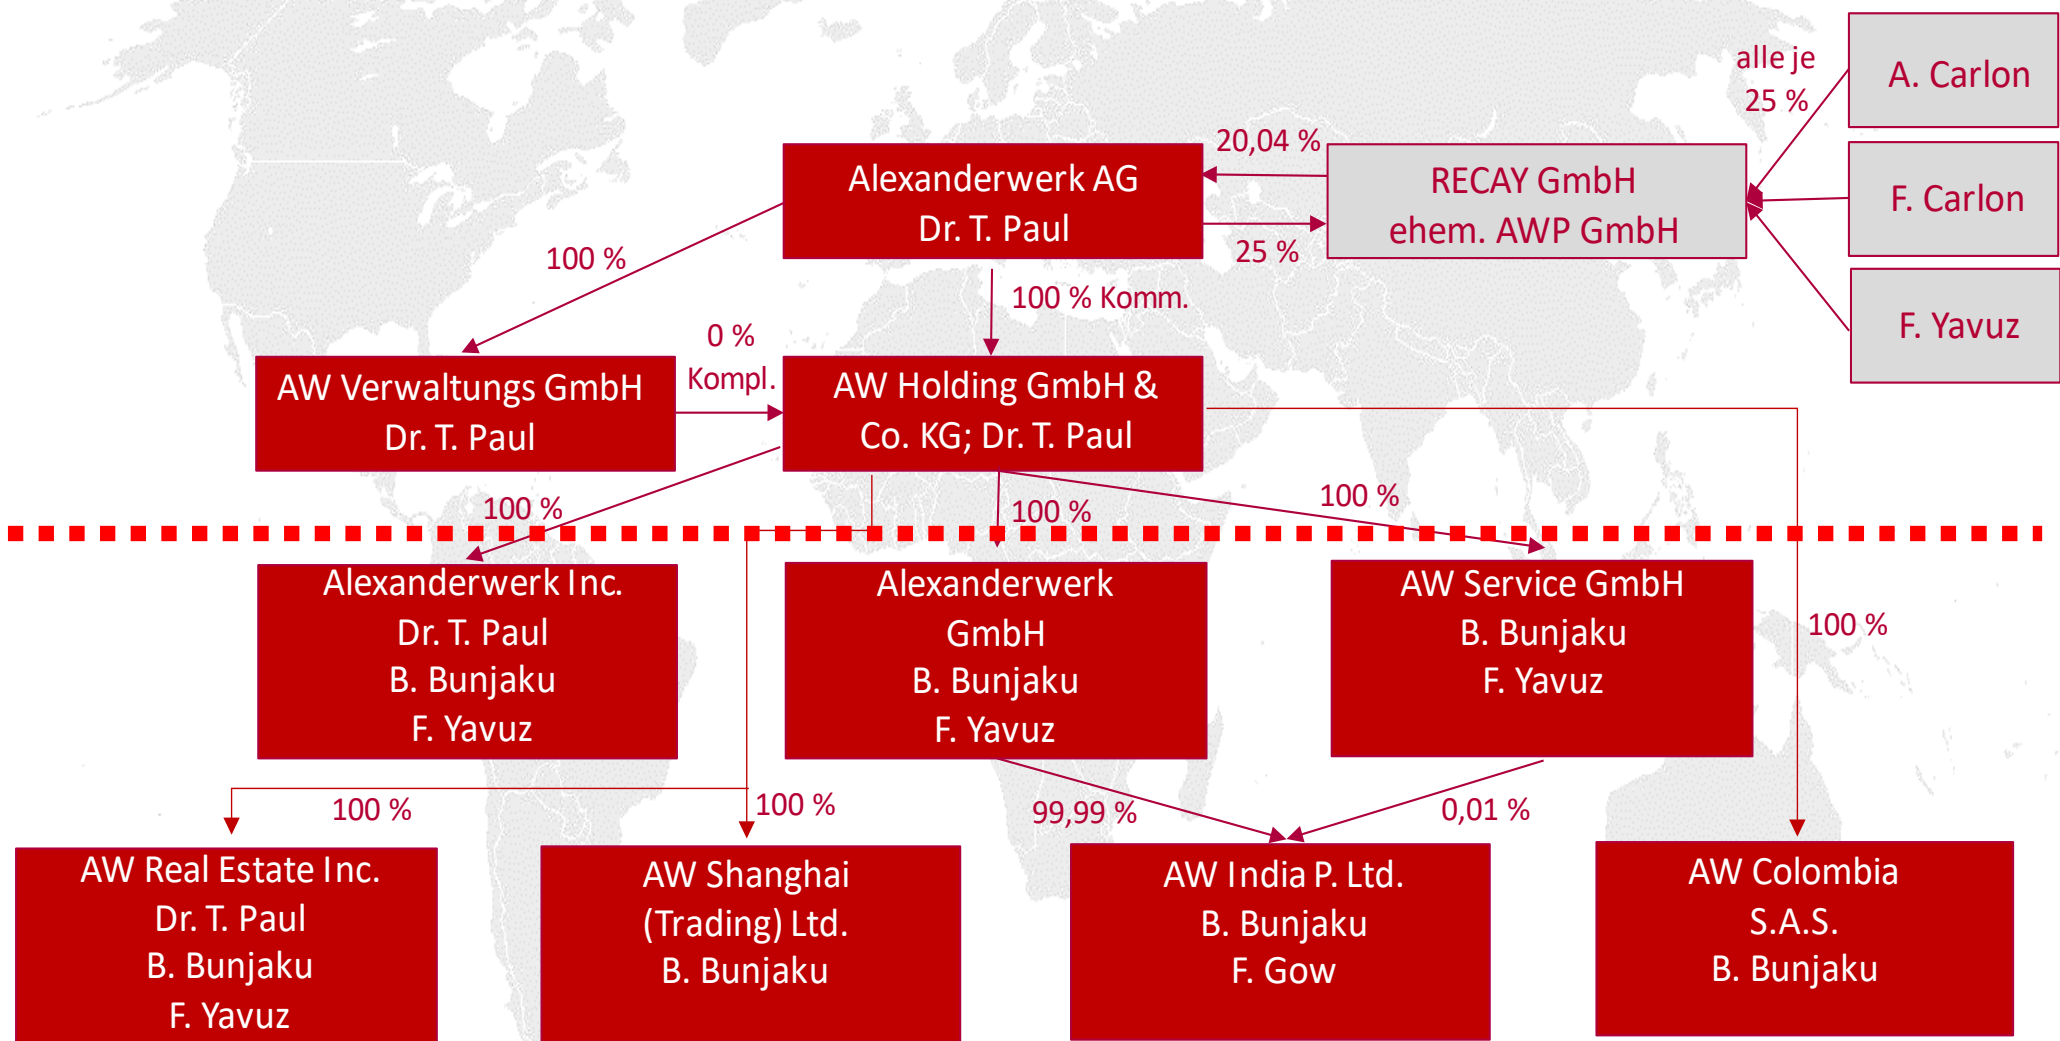 alle je
25 %
A. Carlon
20,04 %
Alexanderwerk AG
Dr. T. Paul
RECAY GmbH
ehem. AWP GmbH
F. Carlon
25 %
100 %
100 % Komm.
F. Yavuz
0 %
Kompl.
AW Verwaltungs GmbH
Dr. T. Paul
AW Holding GmbH &
Co. KG; Dr. T. Paul
100 %
100 %
100 %
Alexanderwerk Inc.
Dr. T. Paul
B. Bunjaku
F. Yavuz
Alexanderwerk
GmbH
B. Bunjaku
F. Yavuz
AW Service GmbH
B. Bunjaku
F. Yavuz
100 %
100 %
100 %
99,99 %
0,01 %
AW Real Estate Inc.
Dr. T. Paul
B. Bunjaku
F. Yavuz
AW Shanghai
(Trading) Ltd.
B. Bunjaku
AW India P. Ltd.
B. Bunjaku
F. Gow
AW Colombia
S.A.S.
B. Bunjaku